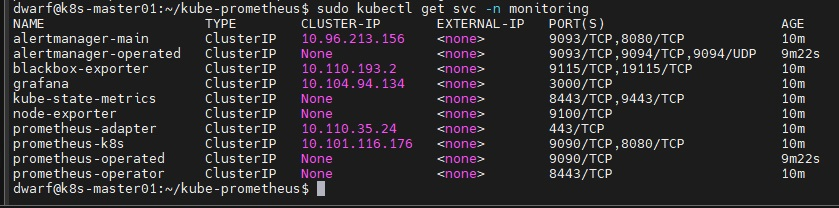 dwarf@k8s-master01:~/kube-prometheus$ sudo kubectl get svc -n monitoring
NAME TYPE CLUSTER-IP EXTERNAL-IP PORT(S) AGE
alertmanager-main ClusterIP 10.96.213.156 <none> 9093/TCP,8080/TCP 10m
alertmanager-operated ClusterIP None <none> 9093/TCP,9094/TCP,9094/UDP 9m22s
blackbox-exporter ClusterIP 10.110.193.2 <none> 9115/TCP,19115/TCP 10m
grafana ClusterIP 10.104.94.134 <none> 3000/TCP 10m
kube-state-metrics ClusterIP None <none> 8443/TCP,9443/TCP 10m
node-exporter ClusterIP None <none> 9100/TCP 10m
prometheus-adapter ClusterIP 10.110.35.24 <none> 443/TCP 10m
prometheus-k8s ClusterIP 10.101.116.176 <none> 9090/TCP,8080/TCP 10m
prometheus-operated ClusterIP None <none> 9090/TCP 9m22s
prometheus-operator ClusterIP None <none> 8443/TCP 10m
dwarf@k8s-master01:~/kube-prometheus$